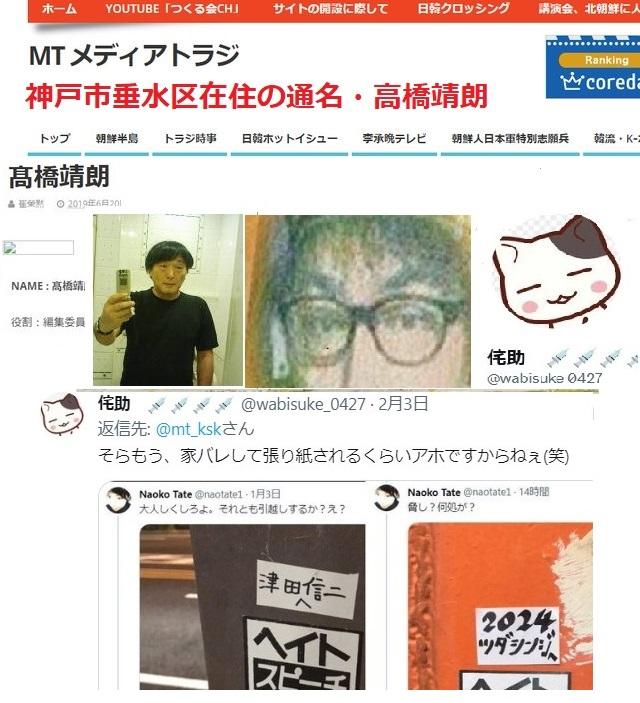 ホーム YOUTUBE「つくる会CH.」 サイトの開設に際して 日韓クロッシング 講演会、北朝鮮に人
MT メディアトラジ
Ranking
神戸市垂水区在住の通名・高橋靖朗
coreda
トップ 朝鮮半島 トラジ時事 日韓ホットイシュー 李承晩テレビ 朝鮮人日本軍特別志願兵 韓流・K-
髙橋靖朗
崔榮黙 2019年6月20日
NAME : 髙橋靖
役割 : 編集委員
侘助 💉💉💉
@wabisuke 0427
侘助 💉💉💉💉 @wabisuke_0427 · 2月3日
返信先: @mt_kskさん
そらもう、家バレして張り紙されるくらいアホですからねぇ(笑)
Naoko Tate @naotate1 · 1月3日
大人しくしろよ。それとも引越しするか？え？
Naoko Tate @naotate1 · 14時間
脅し？何処が？
津田信二
へ
ヘイト
スピーチ
2024
ツダシンジへ
ヘイト